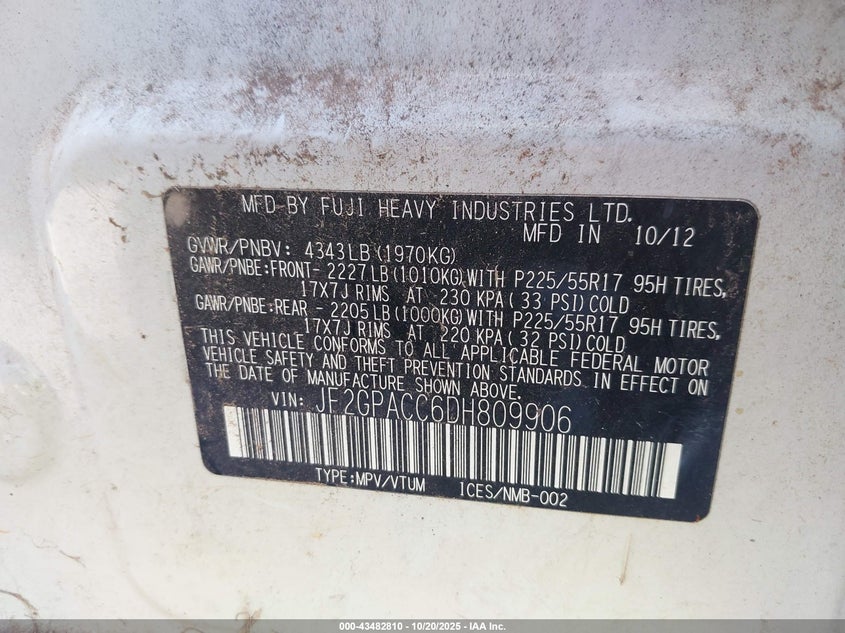 MFD BY FUJI HEAVY INDUSTRIES LTD.
MFD IN 10/12
GVWR/PNBV: 4343LB (1970KG)
GAWR/PNBE:FRONT- 2227LB(1010KG)WITH P225/55R17 95H TIRES,
17X7J RIMS AT 230 KPA( 33 PSI)COLD
GAWR/PNBE:REAR - 2205LB(1000KG)WITH P225/55R17 95H TIRES,
17X7J RIMS AT 220 KPA( 32 PSI)COLD
THIS VEHICLE CONFORMS TO ALL APPLICABLE FEDERAL MOTOR
VEHICLE SAFETY AND THEFT PREVENTION STANDARDS IN EFFECT ON
THE DATE OF MANUFACTURE SHOWN ABOVE.
VIN: JF2GPACC6DH809906
TYPE:MPV/VTUM ICES/NMB-002
000-43482810 - 10/20/2025 - IAA Inc.